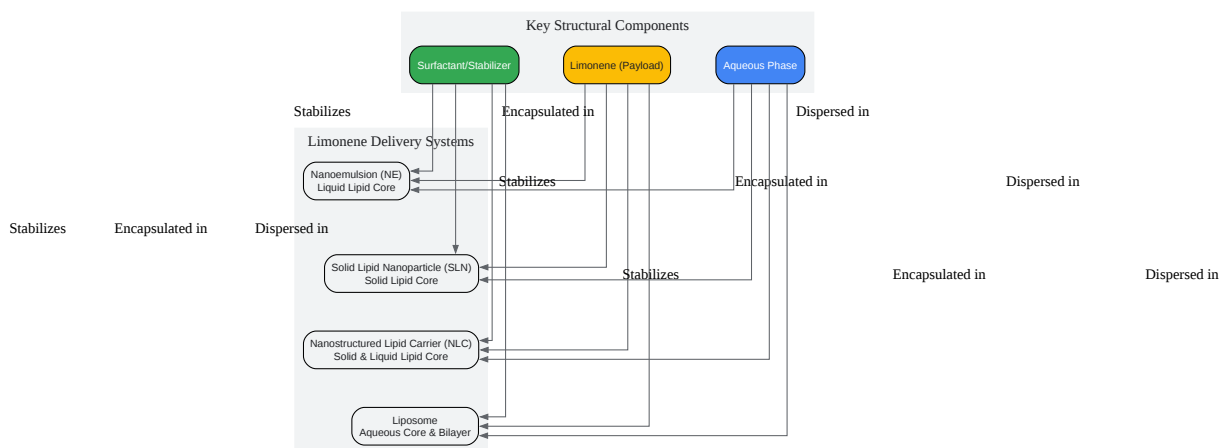 Key Structural Components
Surfactant/Stabilizer
Limonene (Payload)
Aqueous Phase
Stabilizes
Encapsulated in
Dispersed in
Limonene Delivery Systems
Nanoemulsion (NE)
Liquid Lipid Core
Stabilizes
Encapsulated in
Dispersed in
Stabilizes
Encapsulated in
Dispersed in
Solid Lipid Nanoparticle (SLN)
Solid Lipid Core
Stabilizes
Encapsulated in
Dispersed in
Nanostructured Lipid Carrier (NLC)
Solid & Liquid Lipid Core
Liposome
Aqueous Core & Bilayer